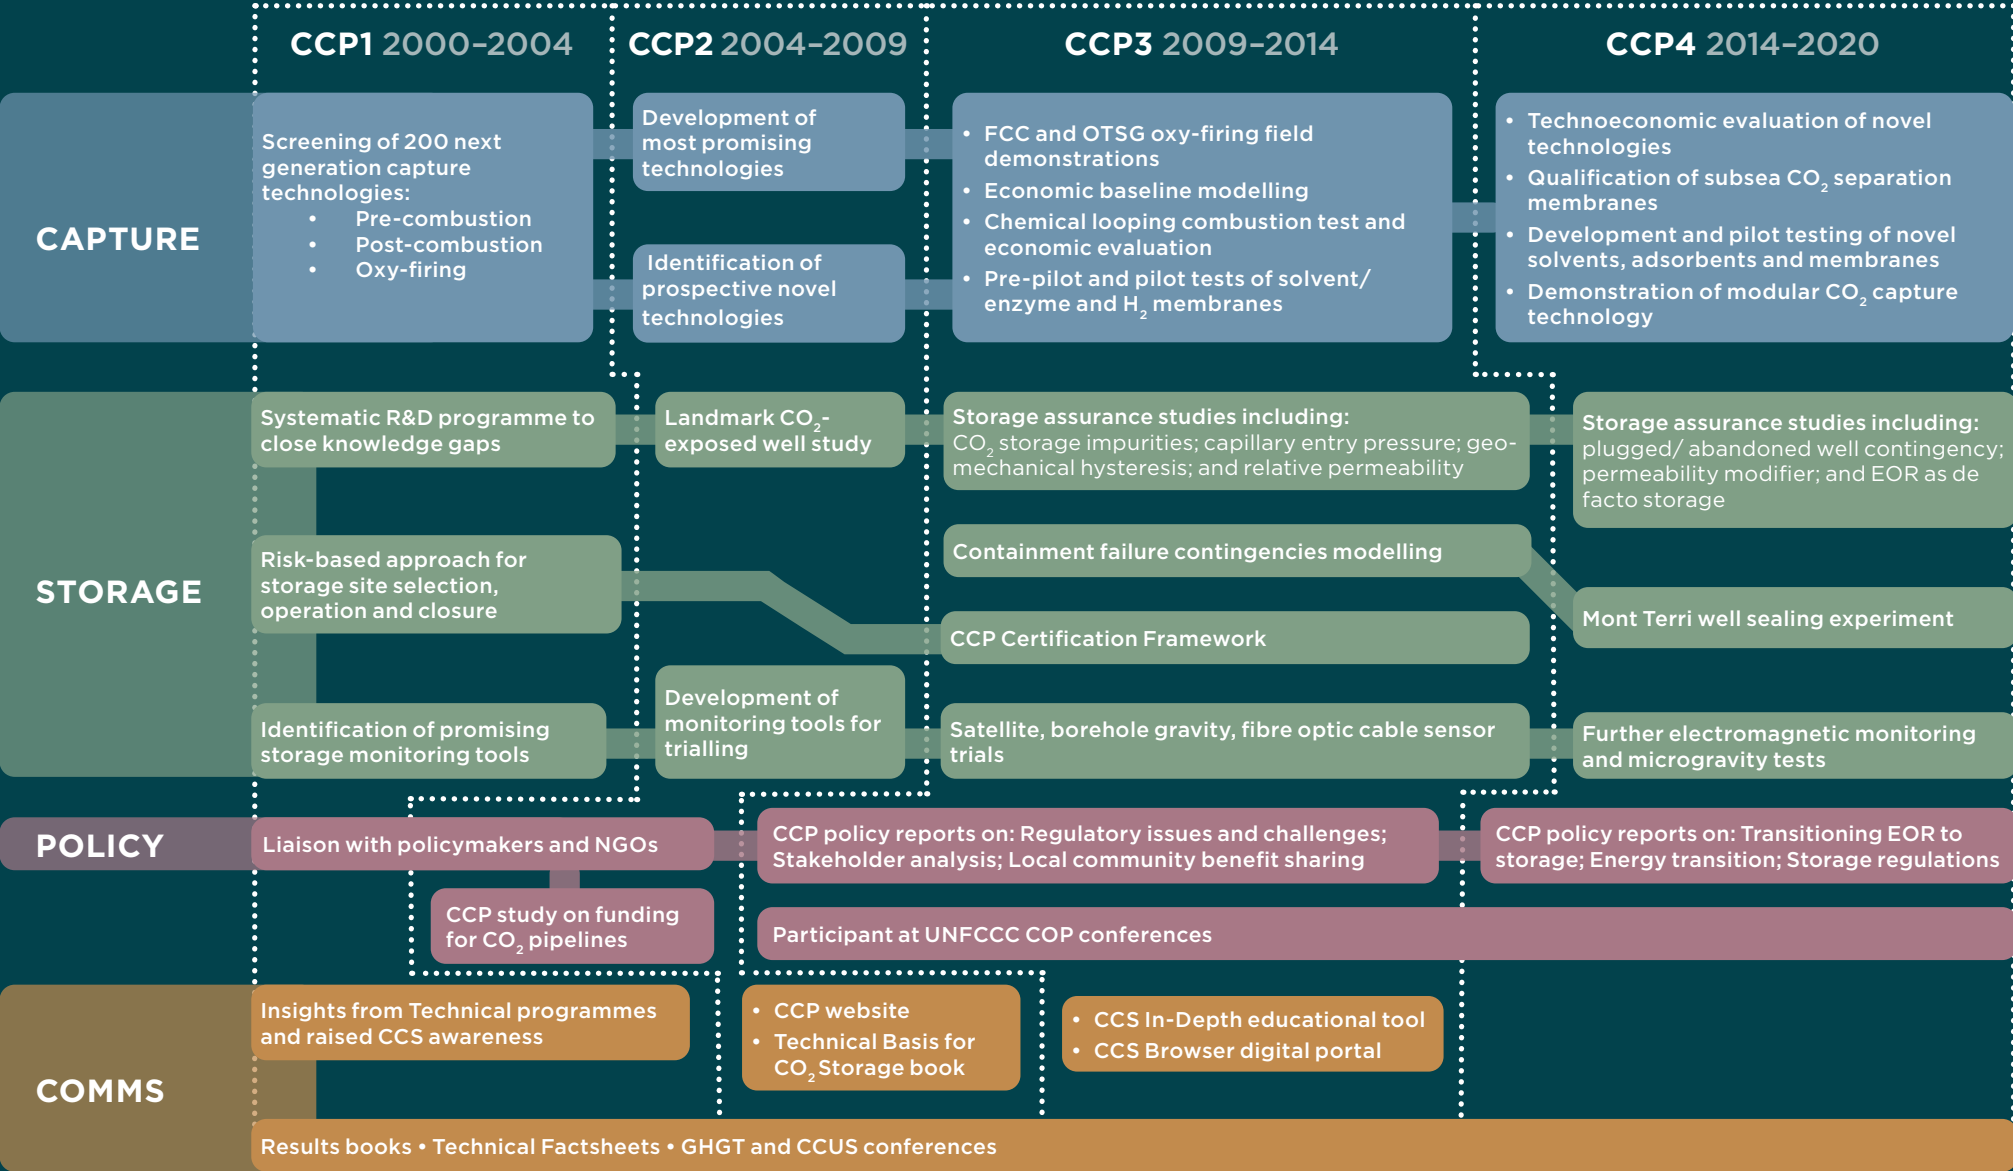 CCP1 2000–2004
CCP2 2004–2009
CCP3 2009–2014
CCP4 2014–2020
CAPTURE
Screening of 200 next
generation capture
technologies:
• Pre-combustion
• Post-combustion
• Oxy-firing
Development of
most promising
technologies
Identification of
prospective novel
technologies
• FCC and OTSG oxy-firing field
demonstrations
• Economic baseline modelling
• Chemical looping combustion test and
economic evaluation
• Pre-pilot and pilot tests of solvent/
enzyme and H₂ membranes
• Technoeconomic evaluation of novel
technologies
• Qualification of subsea CO₂ separation
membranes
• Development and pilot testing of novel
solvents, adsorbents and membranes
• Demonstration of modular CO₂ capture
technology
STORAGE
Systematic R&D programme to
close knowledge gaps
Landmark CO₂-
exposed well study
Storage assurance studies including:
CO₂ storage impurities; capillary entry pressure; geo-
mechanical hysteresis; and relative permeability
Storage assurance studies including:
plugged/ abandoned well contingency;
permeability modifier; and EOR as de
facto storage
Risk-based approach for
storage site selection,
operation and closure
Containment failure contingencies modelling
CCP Certification Framework
Mont Terri well sealing experiment
Identification of promising
storage monitoring tools
Development of
monitoring tools for
trialling
Satellite, borehole gravity, fibre optic cable sensor
trials
Further electromagnetic monitoring
and microgravity tests
POLICY
Liaison with policymakers and NGOs
CCP study on funding
for CO₂ pipelines
CCP policy reports on: Regulatory issues and challenges;
Stakeholder analysis; Local community benefit sharing
CCP policy reports on: Transitioning EOR to
storage; Energy transition; Storage regulations
Participant at UNFCCC COP conferences
COMMS
Insights from Technical programmes
and raised CCS awareness
• CCP website
• Technical Basis for
CO₂ Storage book
• CCS In-Depth educational tool
• CCS Browser digital portal
Results books • Technical Factsheets • GHGT and CCUS conferences